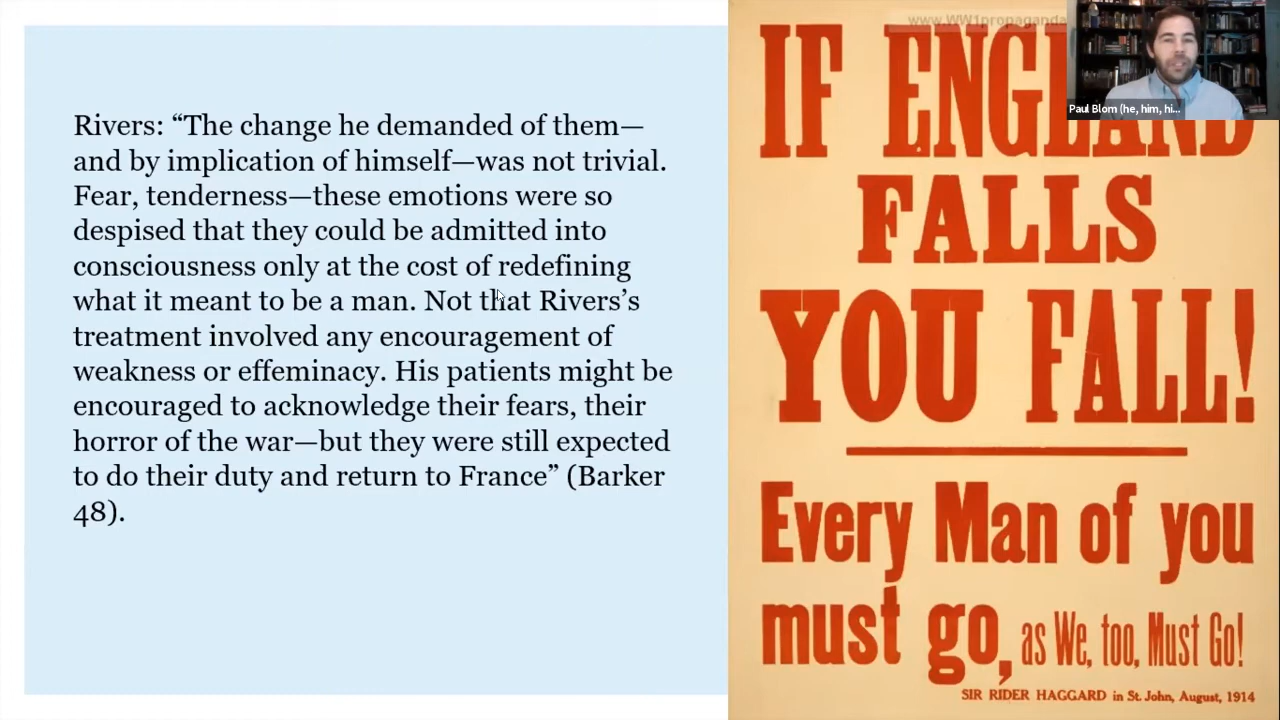 Rivers: “The change he demanded of them—
and by implication of himself—was not trivial.
Fear, tenderness—these emotions were so
despised that they could be admitted into
consciousness only at the cost of redefining
what it meant to be a man. Not that Rivers’s
treatment involved any encouragement of
weakness or effeminacy. His patients might be
encouraged to acknowledge their fears, their
horror of the war—but they were still expected
to do their duty and return to France” (Barker
48).
www.WW1propaganda
IF ENGLAND
FALLS
YOU FALL!
Every Man of you
must go, as We, too, Must Go!
SIR RIDER HAGGARD in St. John, August, 1914
Paul Blom (he, him, hi...